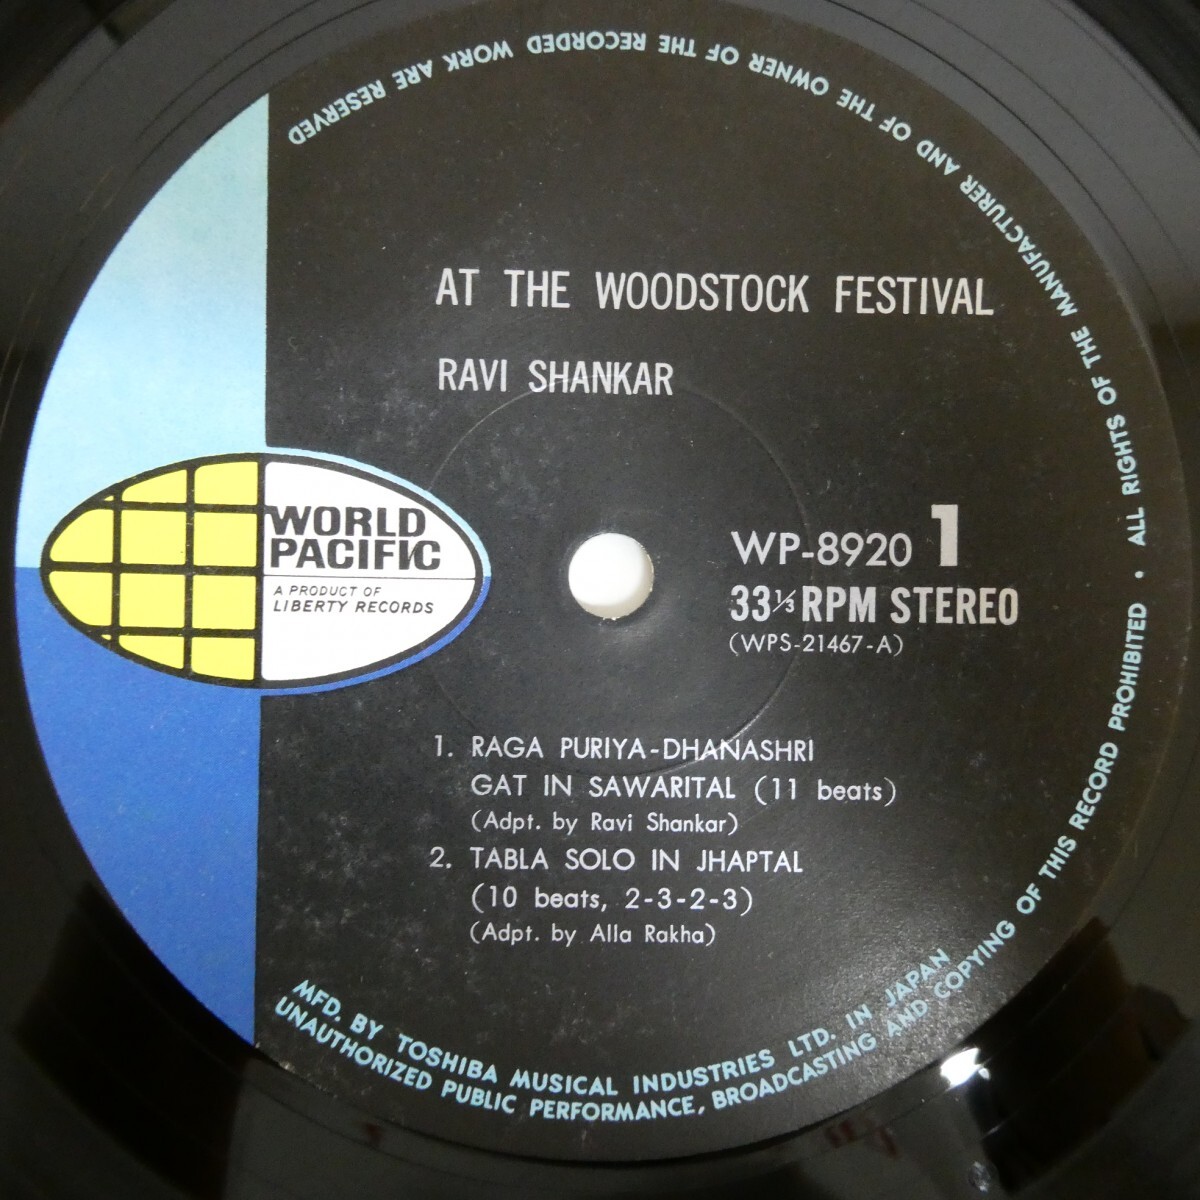 AT THE WOODSTOCK FESTIVAL
RAVI SHANKAR
WORLD
PACIFIC
A PRODUCT OF
LIBERTY RECORDS
WP-8920 1
33⅓ RPM STEREO
(WPS-21467-A)
1. RAGA PURIYA-DHANASHRI
GAT IN SAWARITAL (11 beats)
(Adpt. by Ravi Shankar)
2. TABLA SOLO IN JHAPTAL
(10 beats, 2-3-2-3)
(Adpt. by Alla Rakha)
MFD. BY TOSHIBA MUSICAL INDUSTRIES LTD. IN JAPAN
UNAUTHORIZED PUBLIC PERFORMANCE, BROADCASTING AND COPYING OF THIS RECORD PROHIBITED • ALL RIGHTS OF THE MANUFACTURER AND OF THE OWNER OF THE RECORDED WORK ARE RESERVED